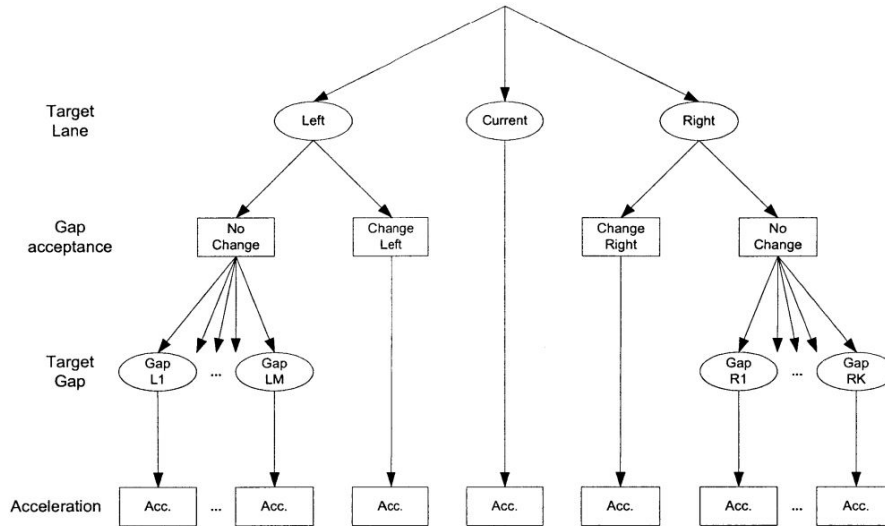 Target
Lane
Left
Current
Right
Gap
acceptance
No
Change
Change
Left
Change
Right
No
Change
Target
Gap
Gap
L1
...
Gap
LM
Gap
R1
...
Gap
RK
Acceleration
Acc.
...
Acc.
Acc.
Acc.
Acc.
Acc.
...
Acc.